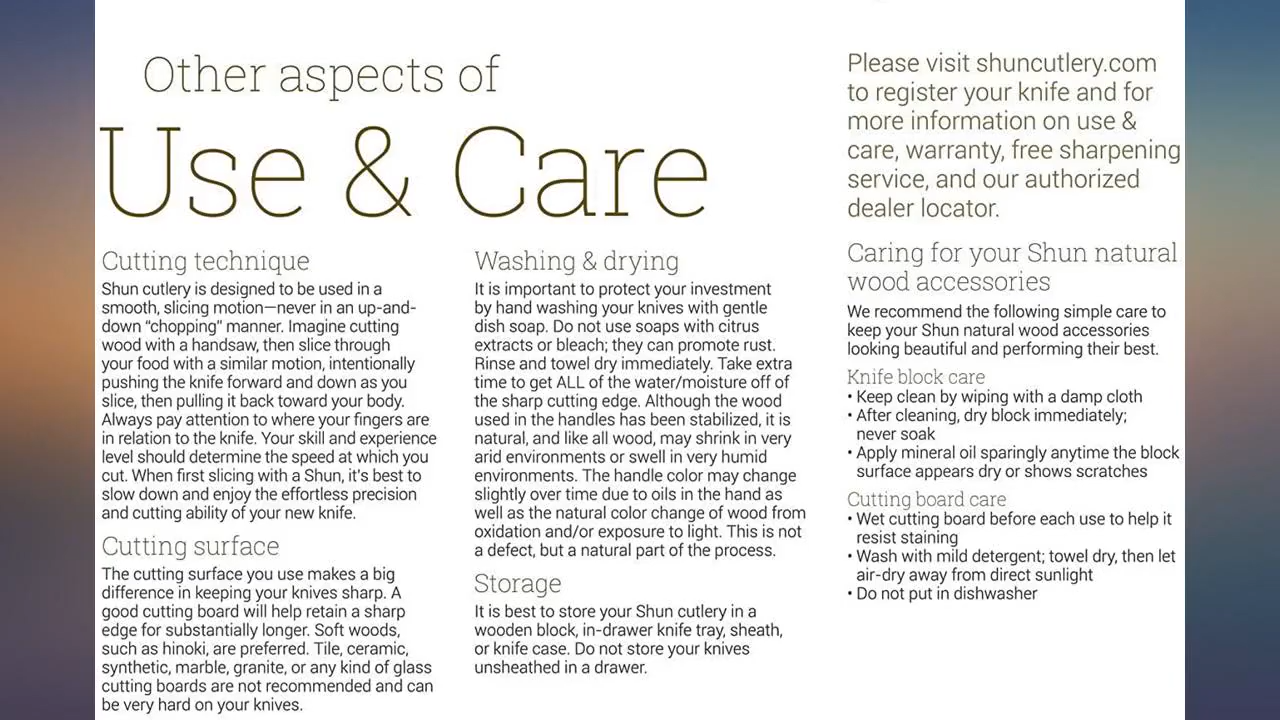 Other aspects of
Use & Care
Cutting technique
Shun cutlery is designed to be used in a
smooth, slicing motion—never in an up-and-
down “chopping” manner. Imagine cutting
wood with a handsaw, then slice through
your food with a similar motion, intentionally
pushing the knife forward and down as you
slice, then pulling it back toward your body.
Always pay attention to where your fingers are
in relation to the knife. Your skill and experience
level should determine the speed at which you
cut. When first slicing with a Shun, it's best to
slow down and enjoy the effortless precision
and cutting ability of your new knife.
Cutting surface
The cutting surface you use makes a big
difference in keeping your knives sharp. A
good cutting board will help retain a sharp
edge for substantially longer. Soft woods,
such as hinoki, are preferred. Tile, ceramic,
synthetic, marble, granite, or any kind of glass
cutting boards are not recommended and can
be very hard on your knives.
Washing & drying
It is important to protect your investment
by hand washing your knives with gentle
dish soap. Do not use soaps with citrus
extracts or bleach; they can promote rust.
Rinse and towel dry immediately. Take extra
time to get ALL of the water/moisture off of
the sharp cutting edge. Although the wood
used in the handles has been stabilized, it is
natural, and like all wood, may shrink in very
arid environments or swell in very humid
environments. The handle color may change
slightly over time due to oils in the hand as
well as the natural color change of wood from
oxidation and/or exposure to light. This is not
a defect, but a natural part of the process.
Storage
It is best to store your Shun cutlery in a
wooden block, in-drawer knife tray, sheath,
or knife case. Do not store your knives
unsheathed in a drawer.
Please visit shuncutlery.com
to register your knife and for
more information on use &
care, warranty, free sharpening
service, and our authorized
dealer locator.
Caring for your Shun natural
wood accessories
We recommend the following simple care to
keep your Shun natural wood accessories
looking beautiful and performing their best.
Knife block care
• Keep clean by wiping with a damp cloth
• After cleaning, dry block immediately;
never soak
• Apply mineral oil sparingly anytime the block
surface appears dry or shows scratches
Cutting board care
• Wet cutting board before each use to help it
resist staining
• Wash with mild detergent; towel dry, then let
air-dry away from direct sunlight
• Do not put in dishwasher